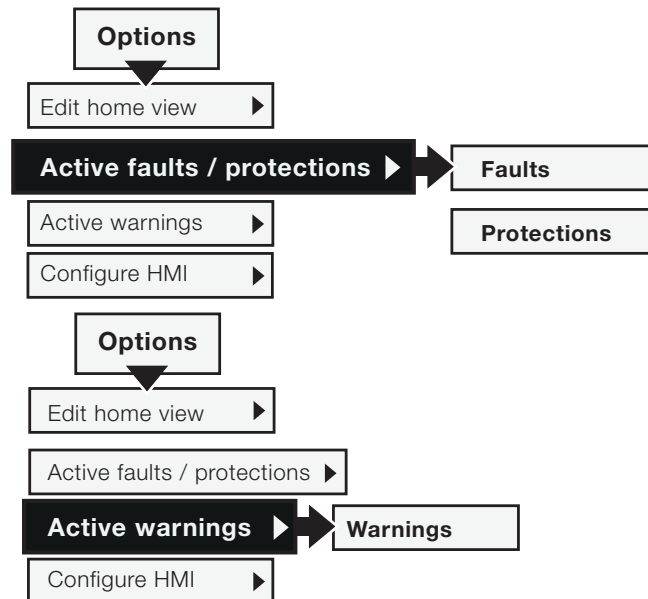 Options
Edit home view
Active faults / protections
Faults
Active warnings
Protections
Configure HMI
Options
Edit home view
Active faults / protections
Active warnings
Warnings
Configure HMI